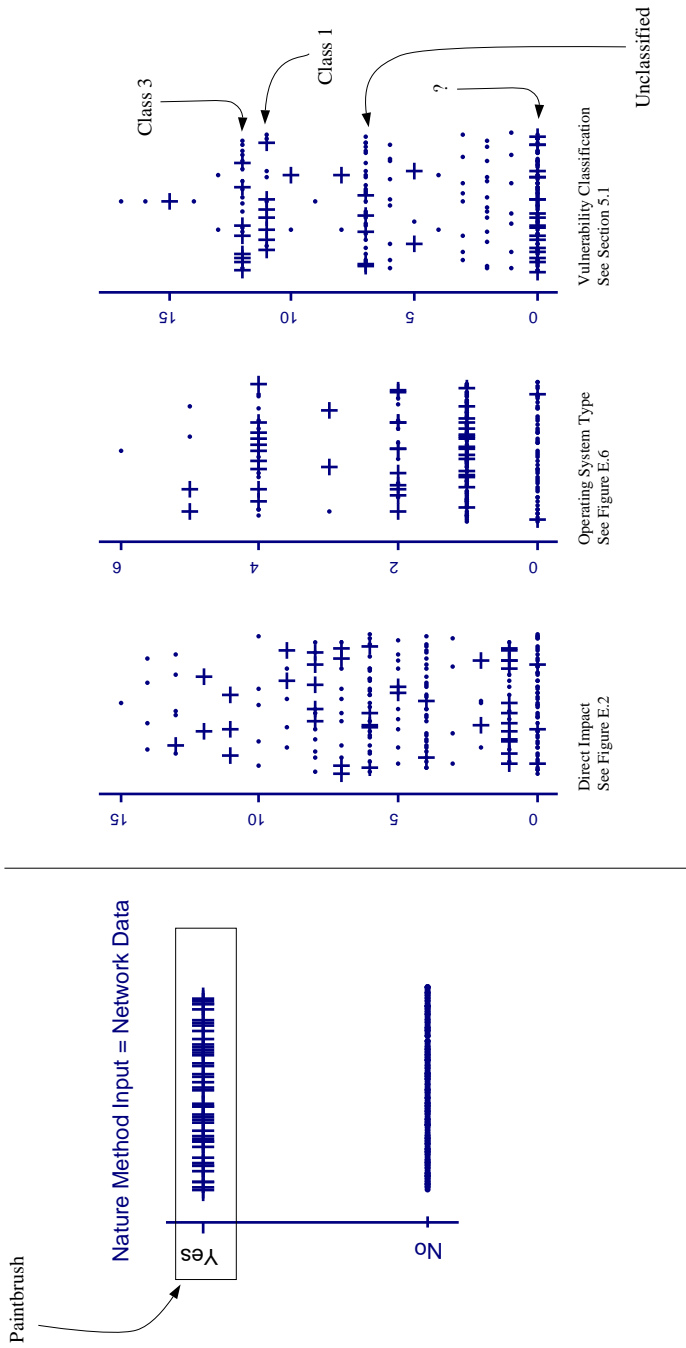 Paintbrush
Nature Method Input = Network Data
Yes
No
15
10
5
0
Direct Impact
See Figure E.2
6
4
2
0
Operating System Type
See Figure E.6
15
10
5
0
Vulnerability Classification
See Section 5.1
Class 3
Class 1
Unclassified
?